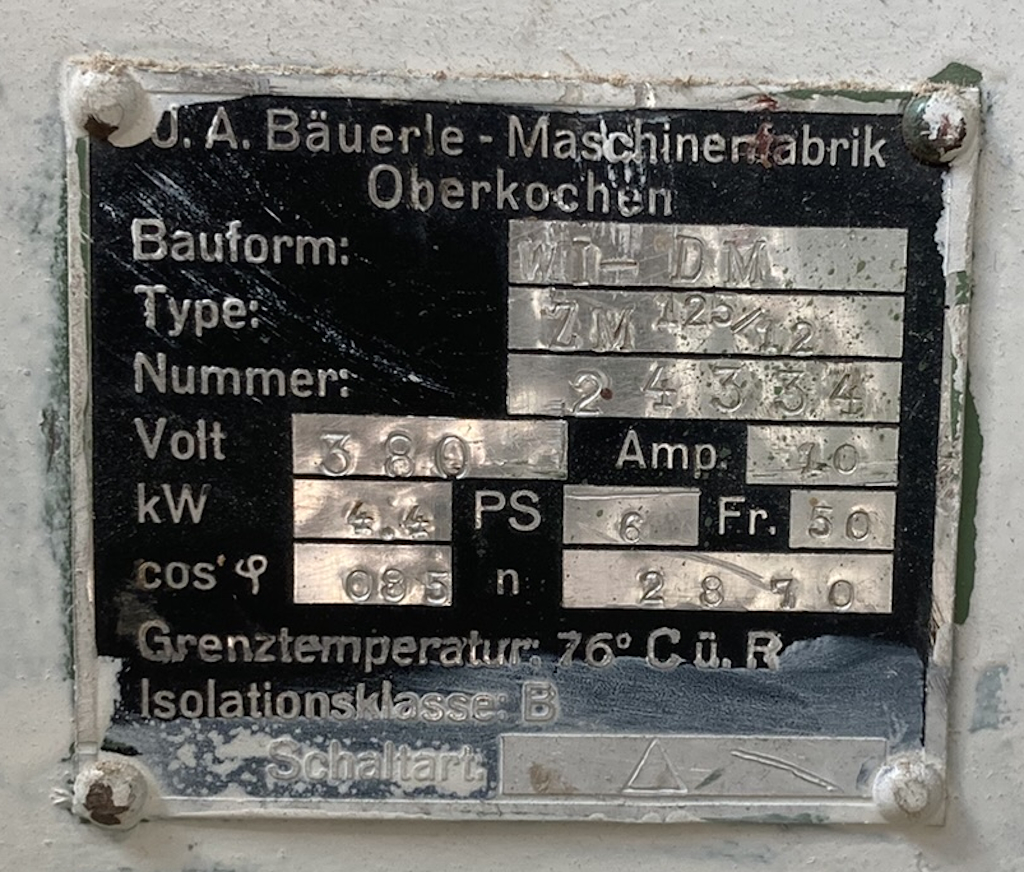 J. A. Bäuerle - Maschinenfabrik
Oberkochen
Bauform: DM
Type: ZM 125/12
Nummer: 24334
Volt 380 Amp. 10
kW 4.4 PS 6 Fr. 50
cos φ 085 n 2870
Grenztemperatur: 76° C ü. R
Isolationsklasse: B
Schaltart. △